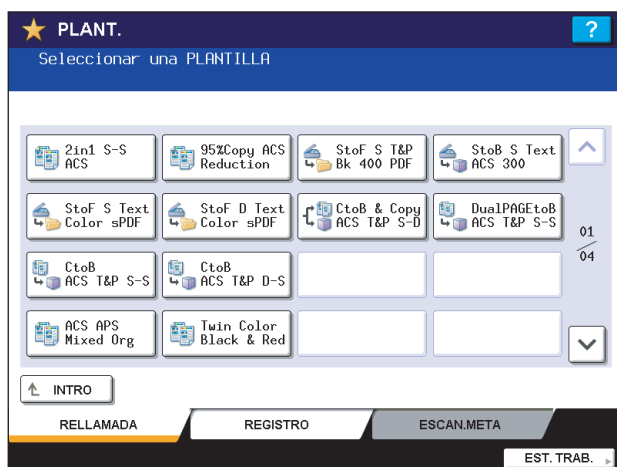 PLANT.
?
Seleccionar una PLANTILLA
2in1 S-S
ACS
95%Copy ACS
Reduction
StoF S T&P
Bk 400 PDF
StoB S Text
ACS 300
StoF S Text
Color sPDF
StoF D Text
Color sPDF
CtoB & Copy
ACS T&P S-D
DualPAGEtoB
ACS T&P S-S
01
04
CtoB
ACS T&P S-S
CtoB
ACS T&P D-S
ACS APS
Mixed Org
Twin Color
Black & Red
INTRO
RELLAMADA
REGISTRO
ESCAN.META
EST. TRAB.